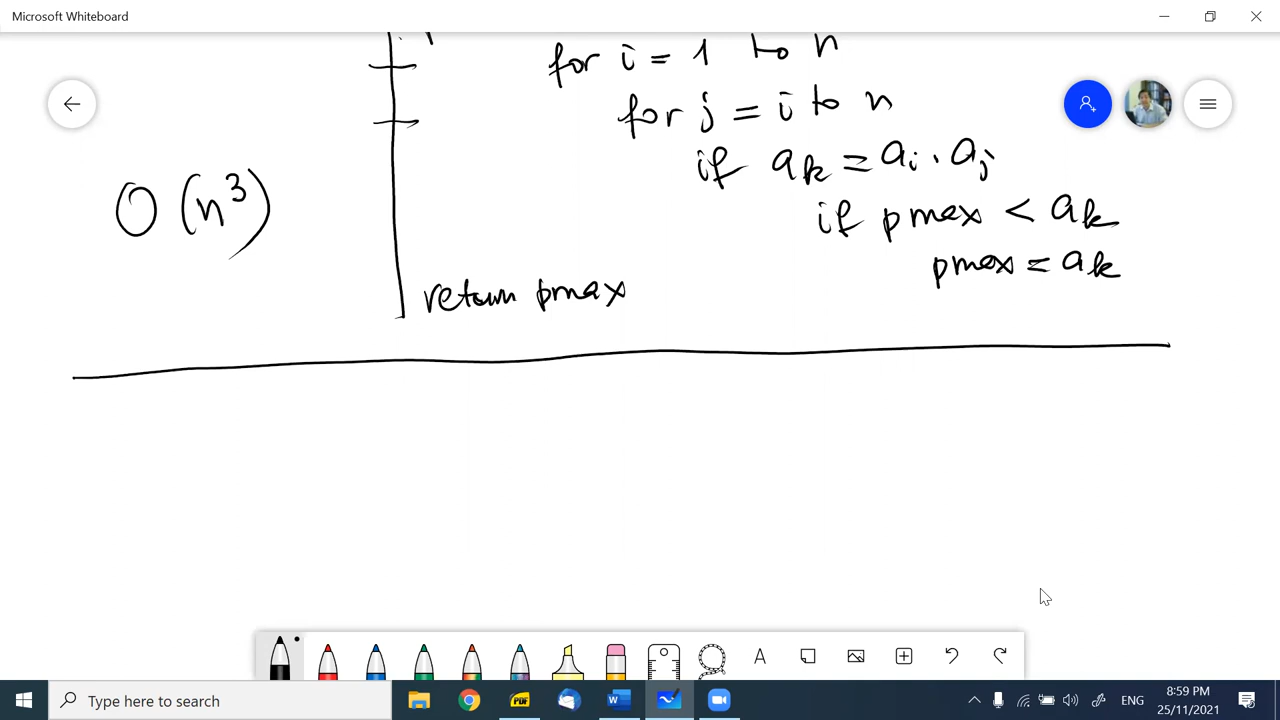 Microsoft Whiteboard
for i = 1 to n
for j = i to n
if ak = ai . aj
O(n³)
if pmax < ak
pmax = ak
return pmax
A
Type here to search
PDF
W
ENG
8:59 PM
25/11/2021